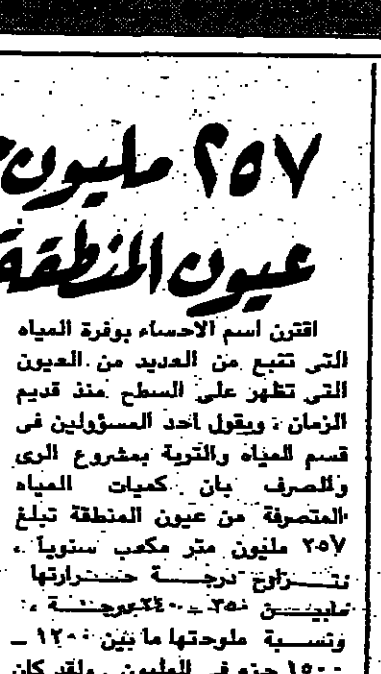 ٢٥٧ مليون
عيون المنطقة
اقترن اسم الاحساء بوفرة المياه
التى تتبع من العديد من العيون
التى تظهر على السطح منذ قديم
الزمان ، ويقول احد المسؤولين فى
قسم المياه والتربة بمشروع الرى
والصرف بان كميات المياه
المتصرفة من عيون المنطقة تبلغ
٢٥٧ مليون متر مكعب سنويا ،
تتراوح درجة حرارتها
مابين
ونسبة ملوحتها ما بين ١٢٠٠ ـ
١٥٠٠ جزء فى المليون . ولقد كان